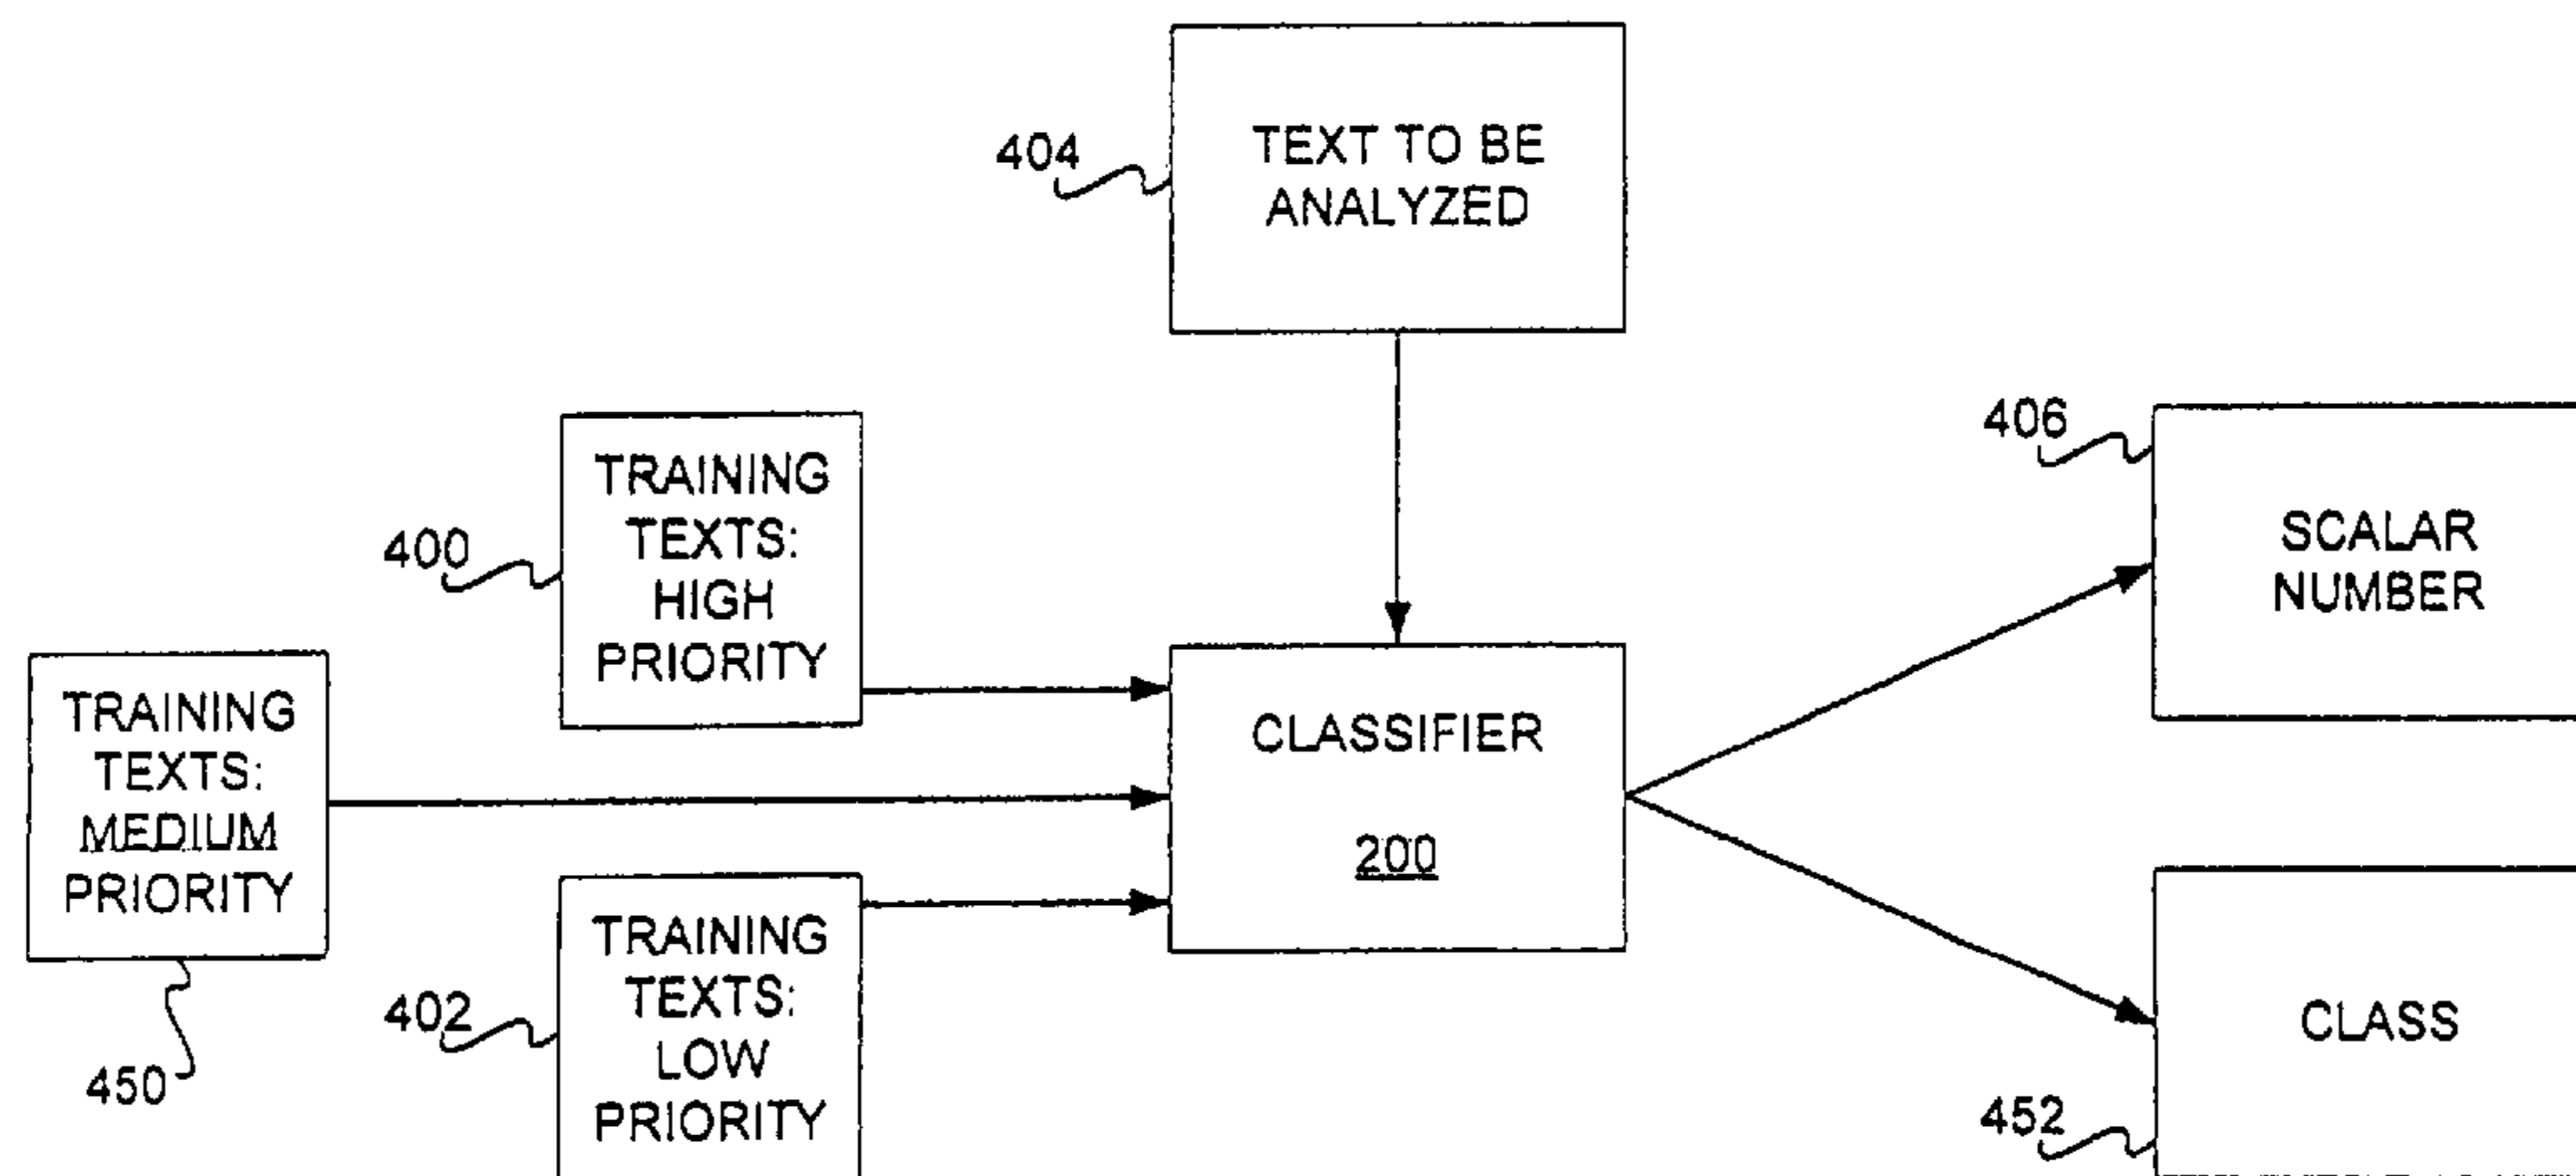 404
TEXT TO BE
ANALYZED
406
SCALAR
NUMBER
400
TRAINING
TEXTS:
HIGH
PRIORITY
TRAINING
TEXTS:
MEDIUM
PRIORITY
450
CLASSIFIER
200
402
TRAINING
TEXTS:
LOW
PRIORITY
CLASS
452